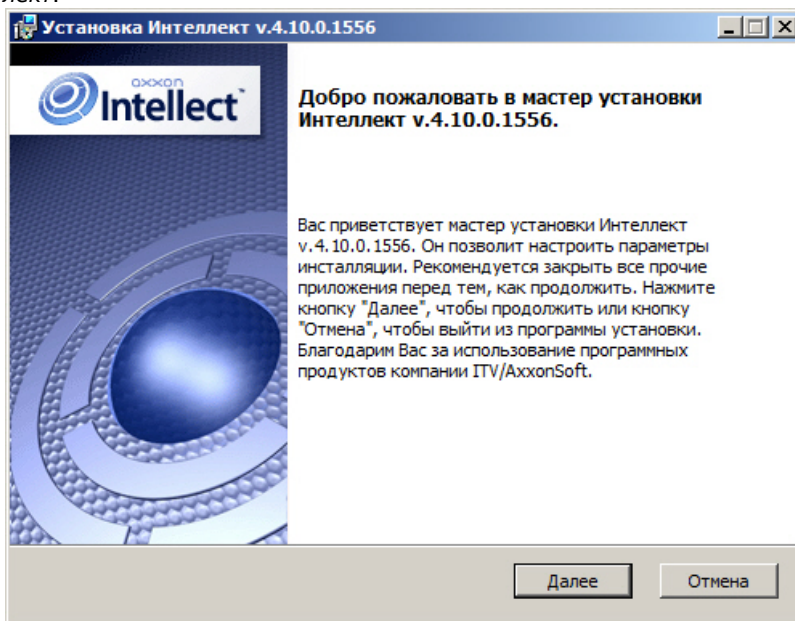 лект.
Установка Интеллект v.4.10.0.1556
axxon
Intellect
Добро пожаловать в мастер установки
Интеллект v.4.10.0.1556.
Вас приветствует мастер установки Интеллект
v.4.10.0.1556. Он позволит настроить параметры
инсталляции. Рекомендуется закрыть все прочие
приложения перед тем, как продолжить. Нажмите
кнопку "Далее", чтобы продолжить или кнопку
"Отмена", чтобы выйти из программы установки.
Благодарим Вас за использование программных
продуктов компании ITV/AxxonSoft.
Далее
Отмена